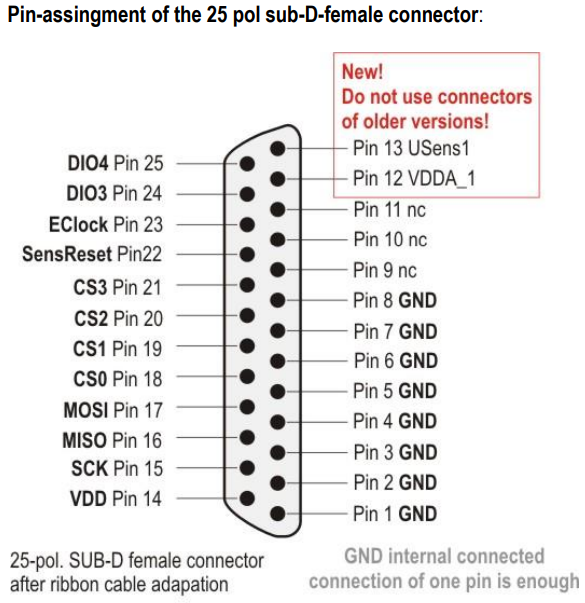 Pin-assingment of the 25 pol sub-D-female connector:
New!
Do not use connectors
of older versions!
Pin 13 USens1
Pin 12 VDDA_1
Pin 11 nc
Pin 10 nc
Pin 9 nc
Pin 8 GND
Pin 7 GND
Pin 6 GND
Pin 5 GND
Pin 4 GND
Pin 3 GND
Pin 2 GND
Pin 1 GND
DIO4 Pin 25
DIO3 Pin 24
EClock Pin 23
SensReset Pin22
CS3 Pin 21
CS2 Pin 20
CS1 Pin 19
CS0 Pin 18
MOSI Pin 17
MISO Pin 16
SCK Pin 15
VDD Pin 14
25-pol. SUB-D female connector
after ribbon cable adapation
GND internal connected
connection of one pin is enough